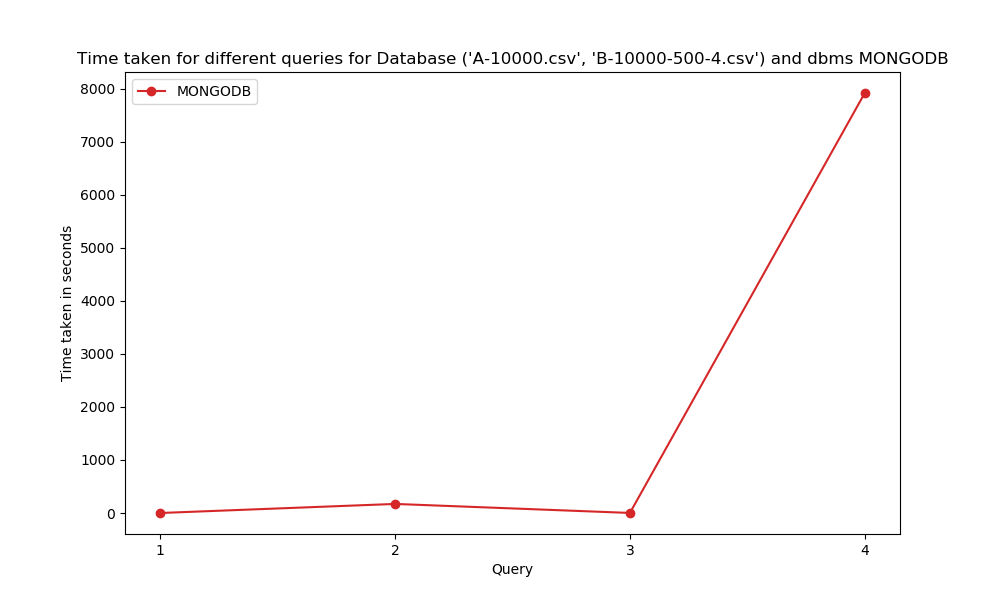 Time taken for different queries for Database ('A-10000.csv', 'B-10000-500-4.csv') and dbms MONGODB
MONGODB
8000
7000
6000
5000
4000
3000
2000
1000
0
Time taken in seconds
1 2 3 4
Query